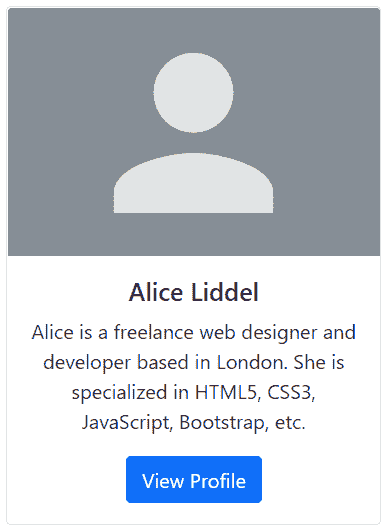 Alice Liddel
Alice is a freelance web designer and
developer based in London. She is
specialized in HTML5, CSS3,
JavaScript, Bootstrap, etc.
View Profile